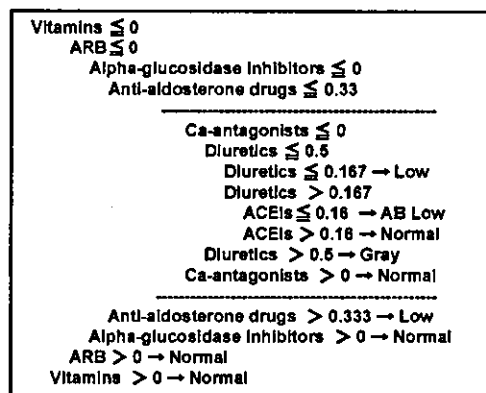 Vitamins ≦ 0
ARB ≦ 0
Alpha-glucosidase Inhibitors ≦ 0
Anti-aldosterone drugs ≦ 0.33
Ca-antagonists ≦ 0
Diuretics ≦ 0.5
Diuretics ≦ 0.167 → Low
Diuretics > 0.167
ACEIs ≦ 0.16 → AB Low
ACEIs > 0.16 → Normal
Diuretics > 0.5 → Gray
Ca-antagonists > 0 → Normal
Anti-aldosterone drugs > 0.333 → Low
Alpha-glucosidase Inhibitors > 0 → Normal
ARB > 0 → Normal
Vitamins > 0 → Normal